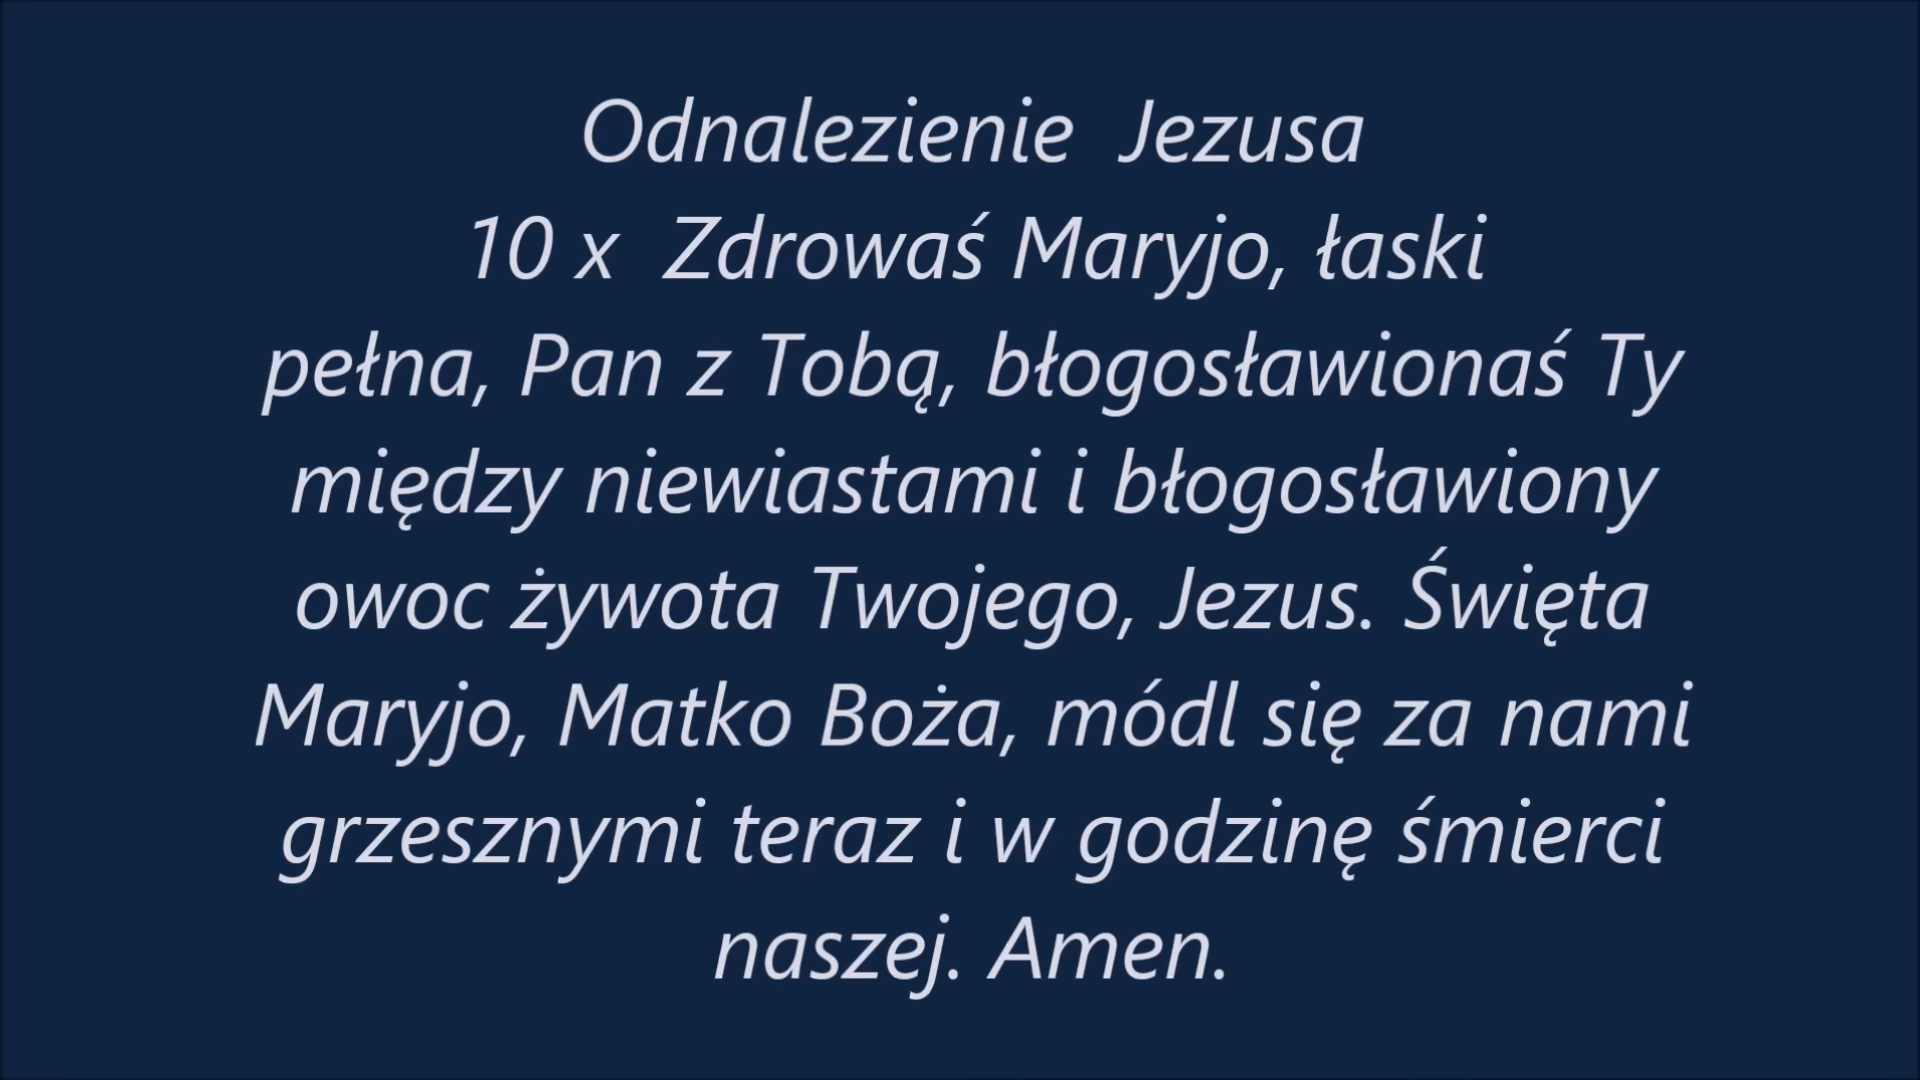 Odnalezienie  Jezusa
10 x  Zdrowaś Maryjo, łaski
pełna, Pan z Tobą, błogosławionaś Ty
między niewiastami i błogosławiony
owoc żywota Twojego, Jezus. Święta
Maryjo, Matko Boża, módl się za nami
grzesznymi teraz i w godzinę śmierci
naszej. Amen.